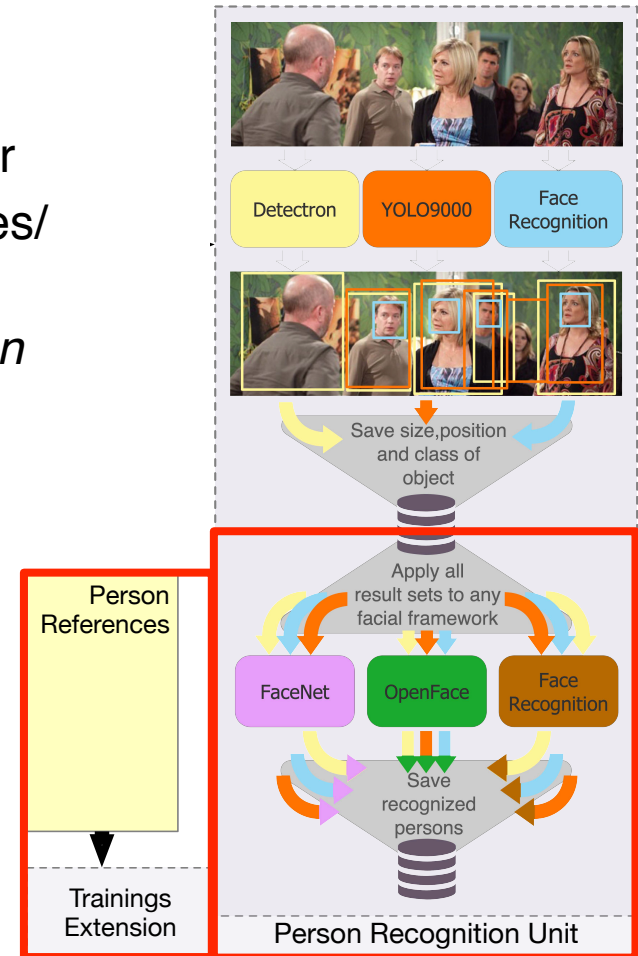 r
es/
n
Detectron
YOLO9000
Face
Recognition
Save size,position
and class of
object
Apply all
result sets to any
facial framework
Person
References
FaceNet
OpenFace
Face
Recognition
Save
recognized
persons
Trainings
Extension
Person Recognition Unit